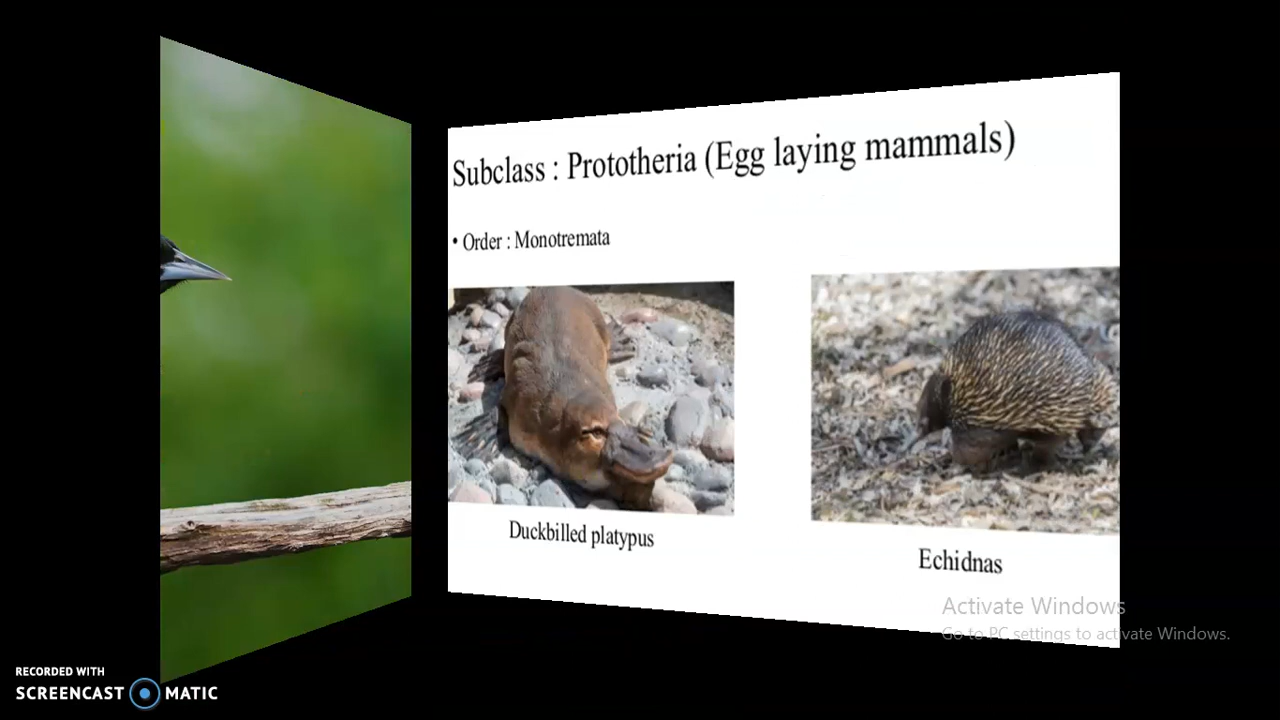 Subclass : Prototheria (Egg laying mammals)
• Order : Monotremata
Duckbilled platypus
Echidnas
Activate Windows
Go to PC settings to activate Windows.
RECORDED WITH
SCREENCAST MATIC